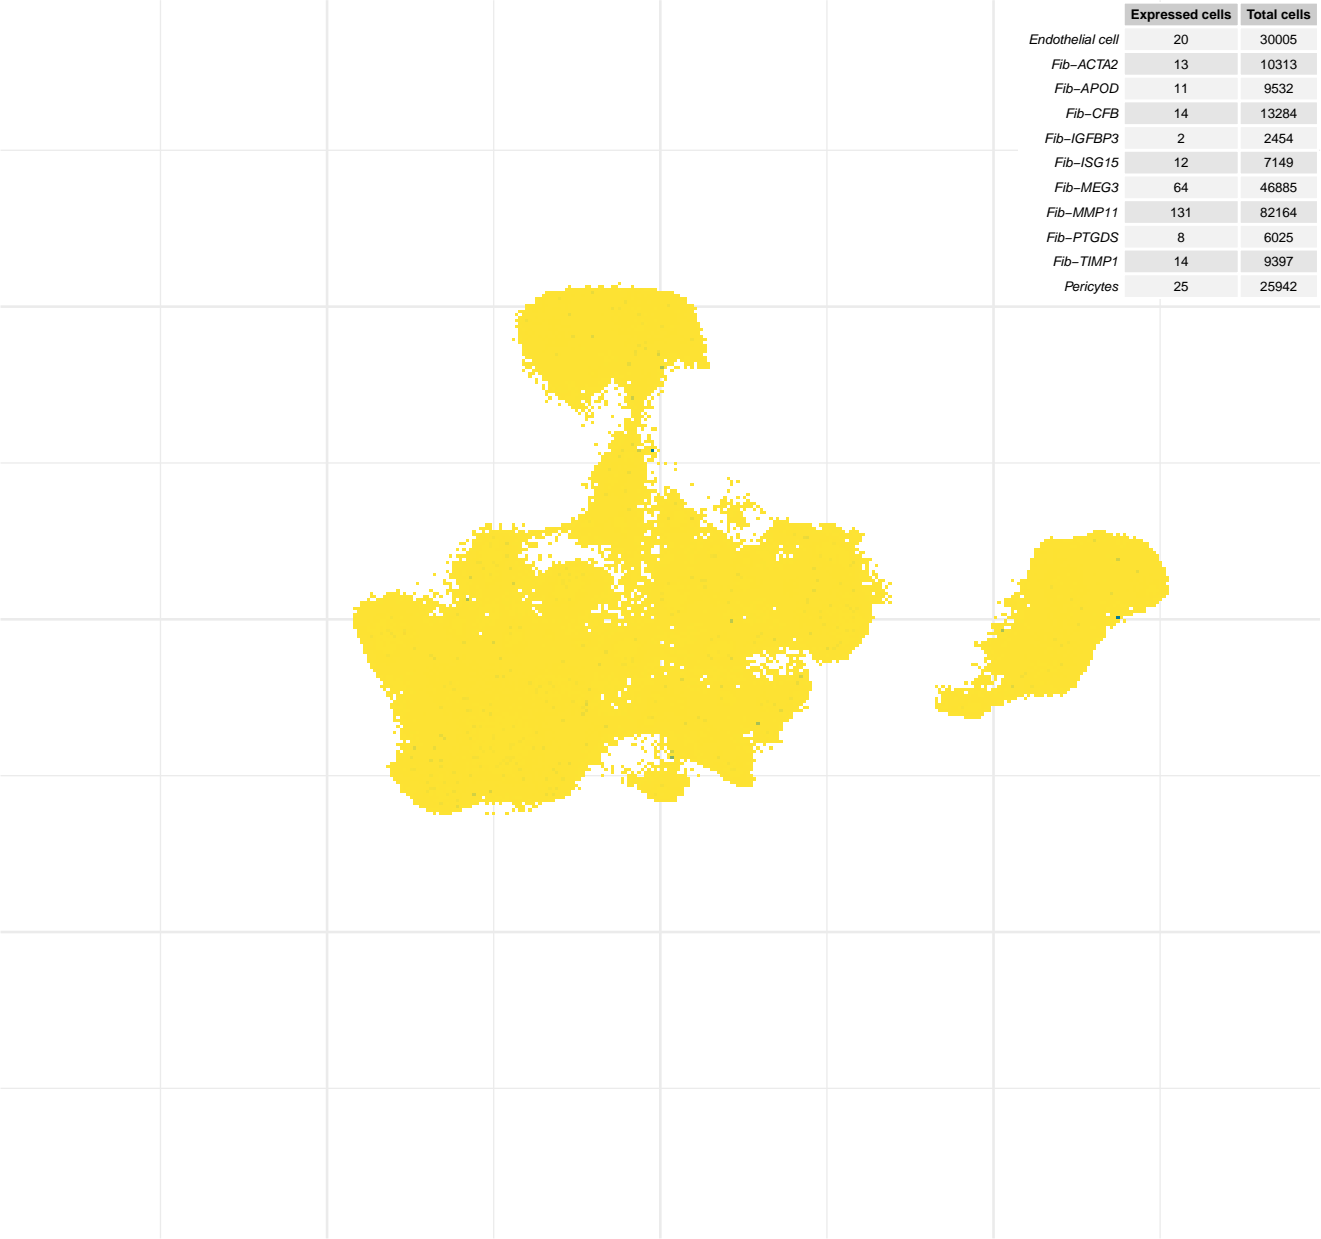 Expressed cells Total cells
Endothelial cell 20 30005
Fib−ACTA2 13 10313
Fib−APOD 11 9532
Fib−CFB 14 13284
Fib−IGFBP3 2 2454
Fib−ISG15 12 7149
Fib−MEG3 64 46885
Fib−MMP11 131 82164
Fib−PTGDS 8 6025
Fib−TIMP1 14 9397
Pericytes 25 25942